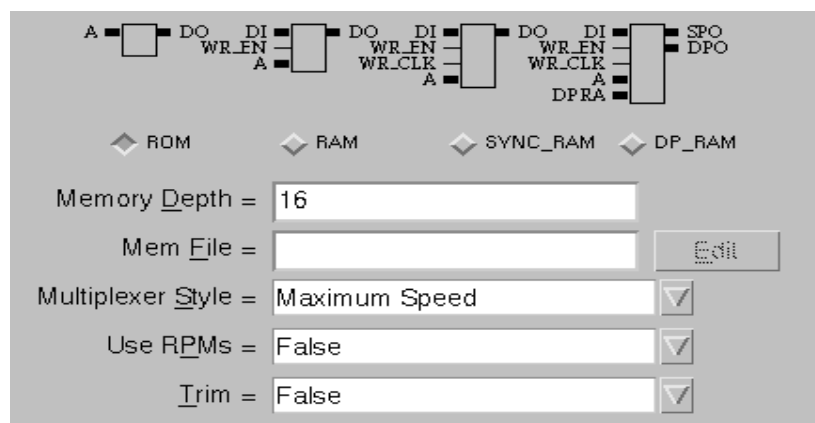 A DO DI DO DI DO DI SPO
WR_EN WR_EN WR_EN DPO
A WR_CLK WR_CLK
A A
DPRA
ROM RAM SYNC_RAM DP_RAM
Memory Depth = 16
Mem File = Edit
Multiplexer Style = Maximum Speed
Use RPMs = False
Trim = False